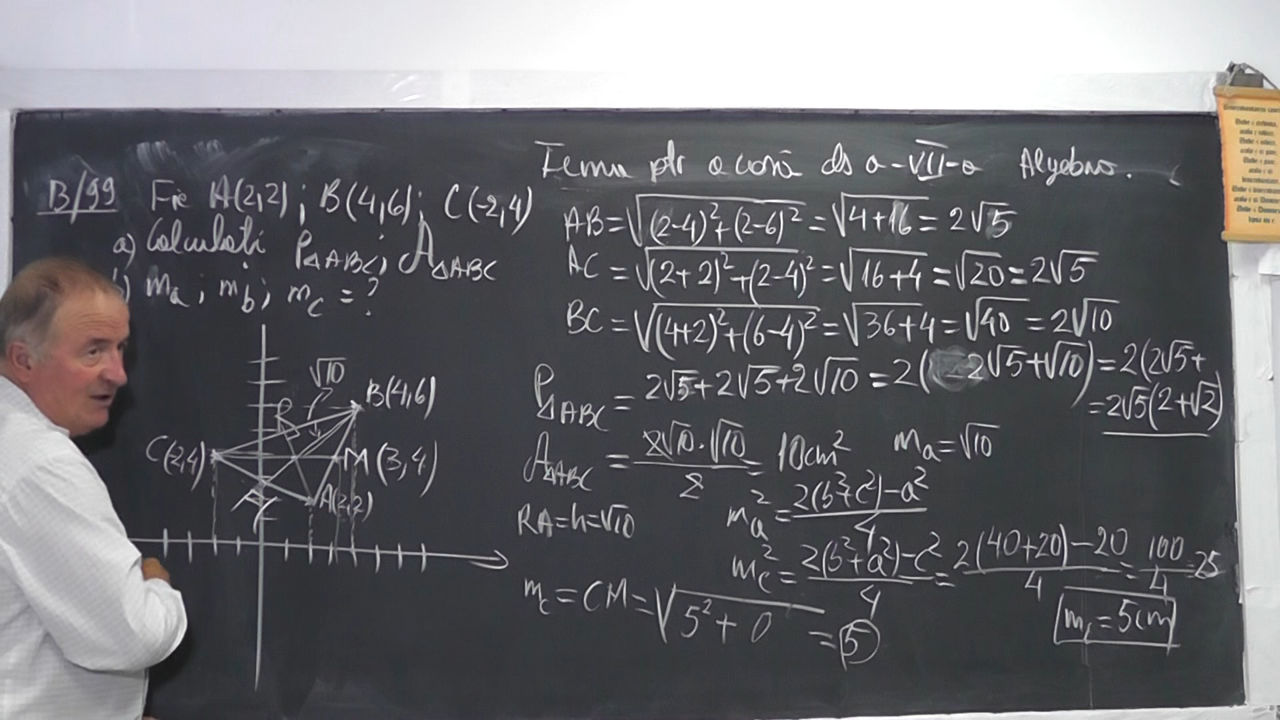 Tema ptr acasă ds a-VII-a Algebra.
B/99 Fie A(2,2); B(4,6); C(-2,4)
a) Calculați P△ABC; A△ABC
b) ma; mb; mc = ?
√10
B(4,6)
R
C(2,4)
M(3,4)
A(2,2)
AB=√((2-4)²+(2-6)²)=√(4+16)=2√5
AC=√((2+2)²+(2-4)²)=√(16+4)=√20=2√5
BC=√((4+2)²+(6-4)²)=√(36+4)=√40=2√10
P△ABC=2√5+2√5+2√10=2(2√5+√10)=2(2√5+
=2√5(2+√2)
A△ABC=2√10·√10/2=10cm² ma=√10
RA=h=√10 ma²=2(b²+c²)-a²/4
mc²=2(b²+a²)-c²/4=2(40+20)-20/4=100/4=25
mc=CM=√(5²+0)=5
mc=5cm